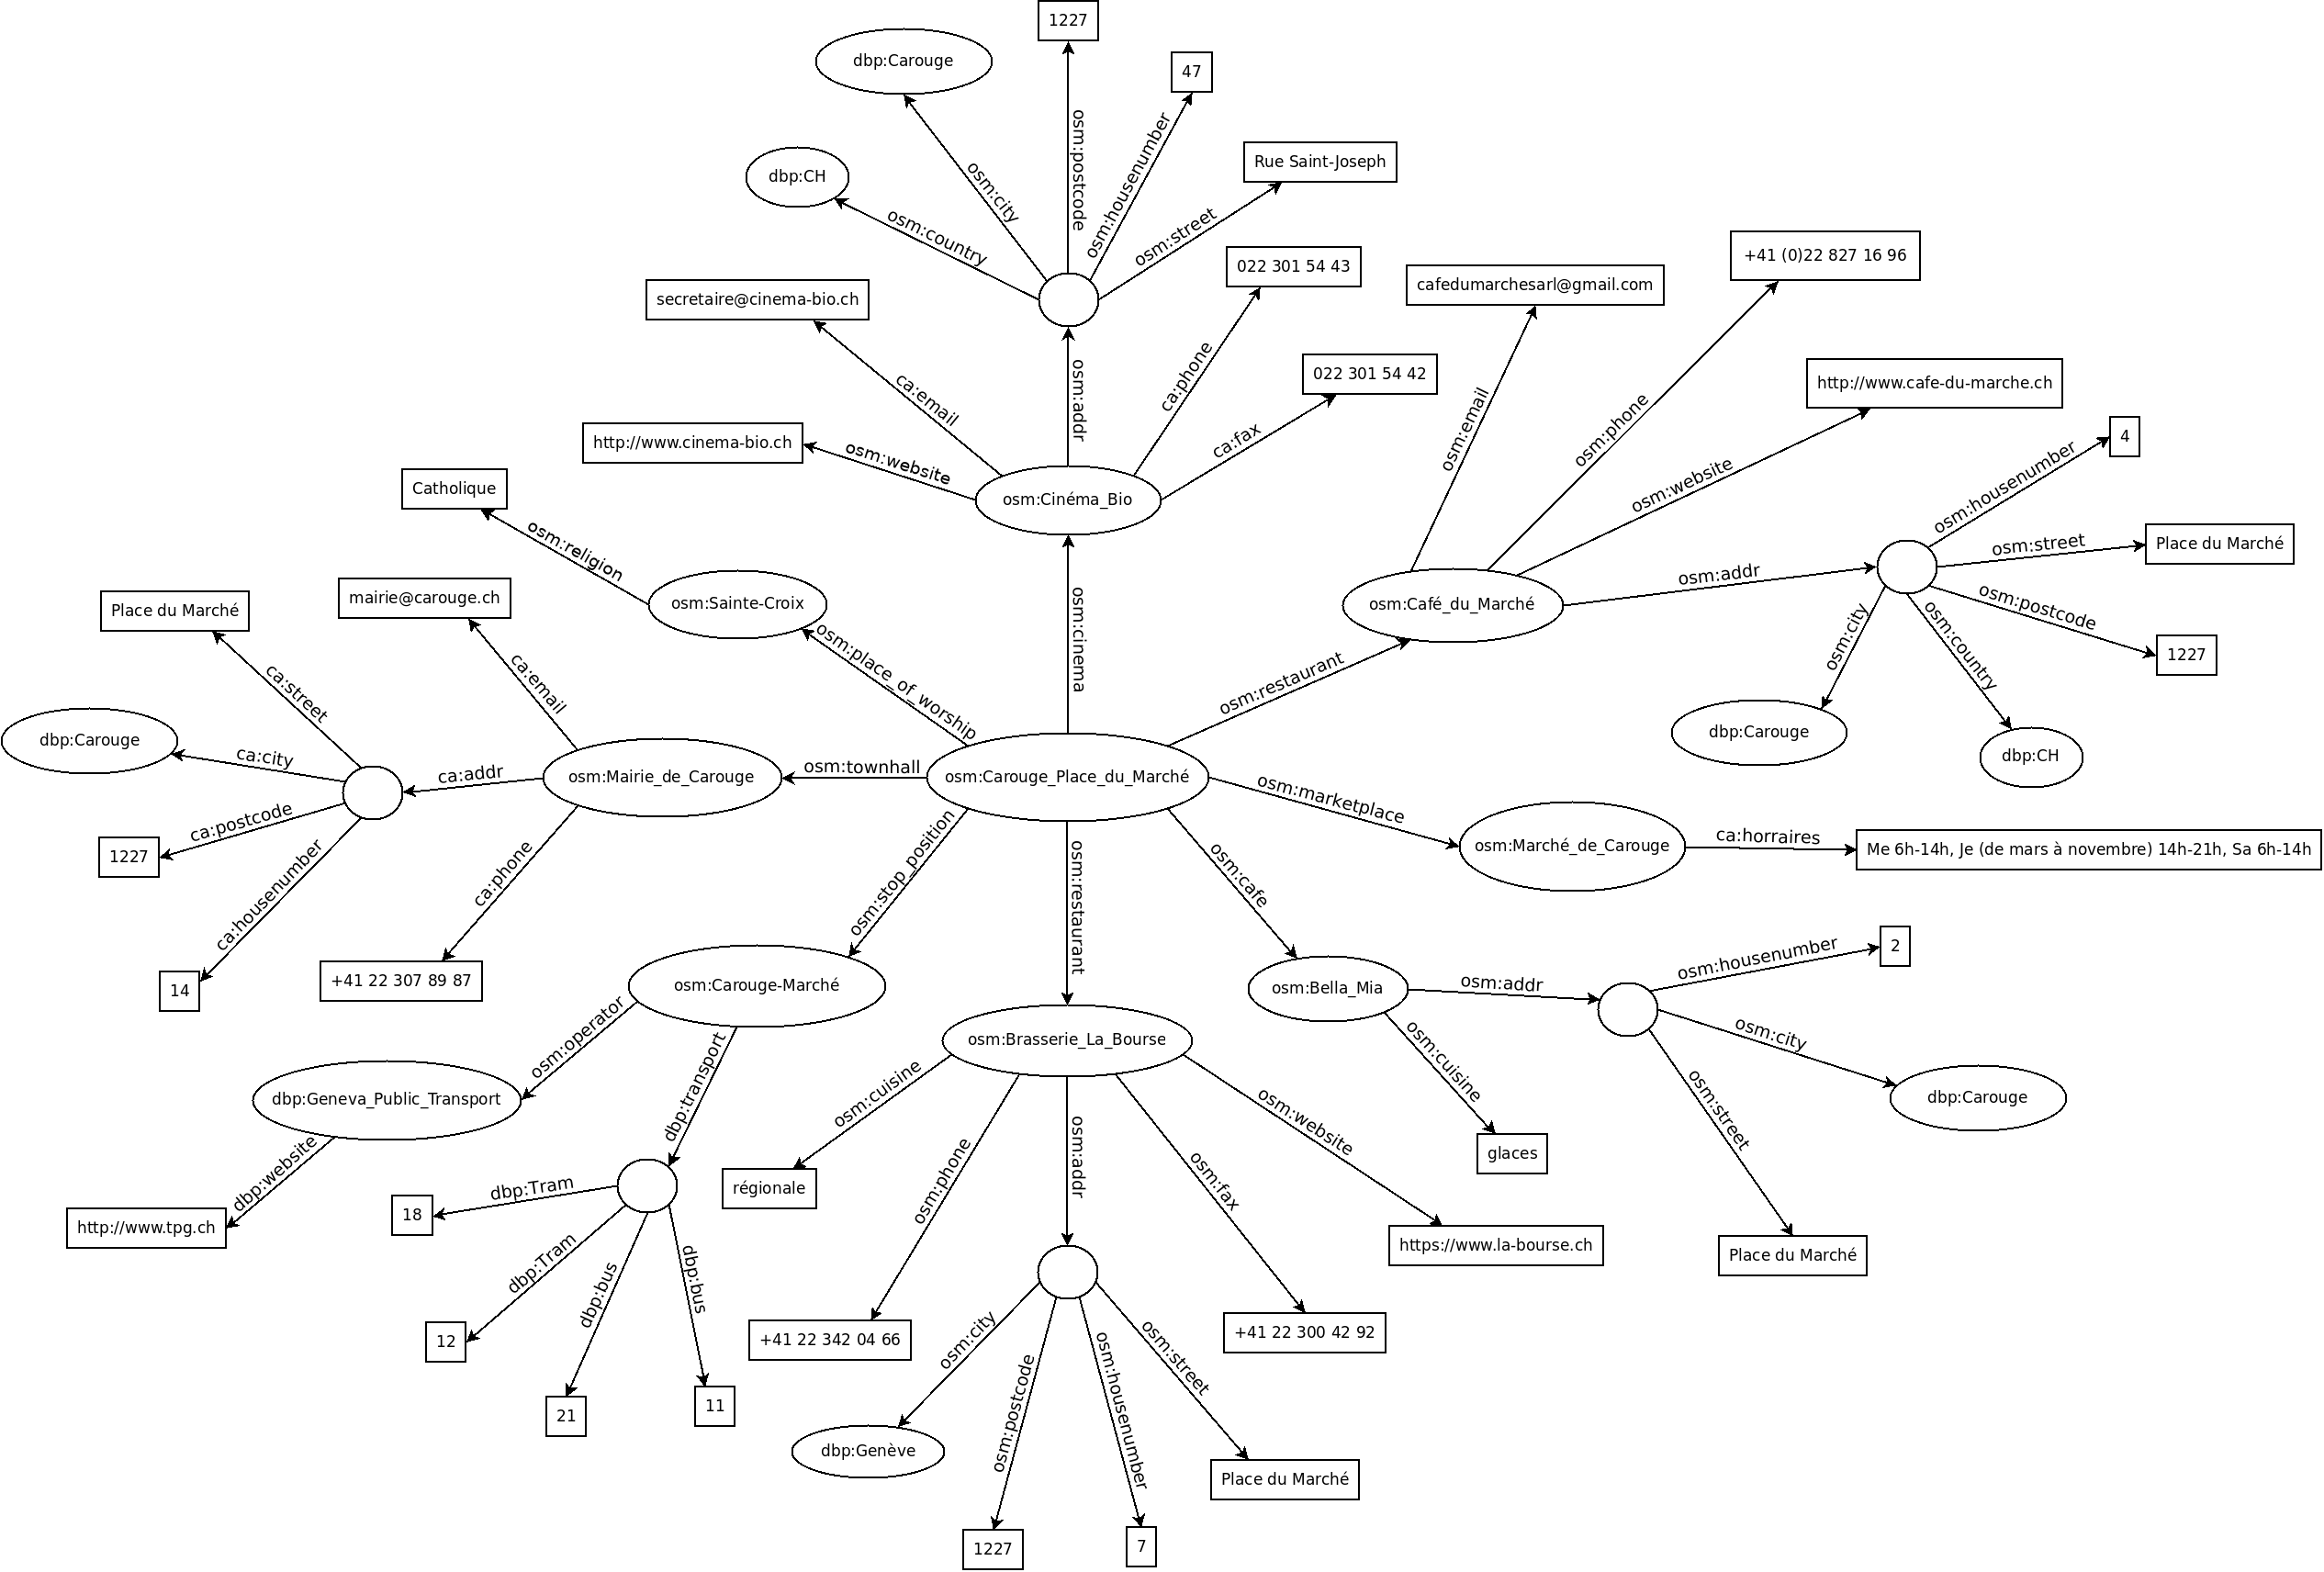 1227
dbp:Carouge
47
osm:postcode
osm:housenumber
Rue Saint-Joseph
dbp:CH
osm:city
osm:country
osm:street
+41 (0)22 827 16 96
022 301 54 43
cafedumarchesarl@gmail.com
secretaire@cinema-bio.ch
ca:phone
022 301 54 42
http://www.cafe-du-marche.ch
ca:email
osm:addr
osm:email
osm:phone
4
http://www.cinema-bio.ch
osm:website
ca:fax
osm:website
osm:housenumber
Catholique
osm:Cinéma_Bio
osm:religion
osm:street
Place du Marché
mairie@carouge.ch
osm:Sainte-Croix
osm:Café_du_Marché
osm:addr
Place du Marché
osm:cinema
osm:postcode
osm:place_of_worship
osm:city
osm:country
1227
ca:street
ca:email
osm:restaurant
dbp:Carouge
dbp:Carouge
ca:city
dbp:CH
ca:addr
osm:Mairie_de_Carouge
osm:townhall
osm:Carouge_Place_du_Marché
osm:marketplace
ca:postcode
1227
ca:housenumber
ca:phone
osm:stop_position
osm:restaurant
osm:cafe
osm:Marché_de_Carouge
ca:horraires
Me 6h-14h, Je (de mars à novembre) 14h-21h, Sa 6h-14h
14
+41 22 307 89 87
osm:Carouge-Marché
osm:Bella_Mia
osm:addr
osm:housenumber
2
osm:operator
osm:Brasserie_La_Bourse
osm:city
dbp:Geneva_Public_Transport
dbp:transport
osm:cuisine
osm:cuisine
dbp:Carouge
osm:street
dbp:website
osm:phone
osm:addr
osm:fax
osm:website
glaces
régionale
dbp:Tram
18
http://www.tpg.ch
dbp:Tram
dbp:bus
dbp:bus
https://www.la-bourse.ch
Place du Marché
12
+41 22 342 04 66
+41 22 300 42 92
osm:city
osm:postcode
osm:housenumber
osm:street
21
11
dbp:Genève
Place du Marché
1227
7